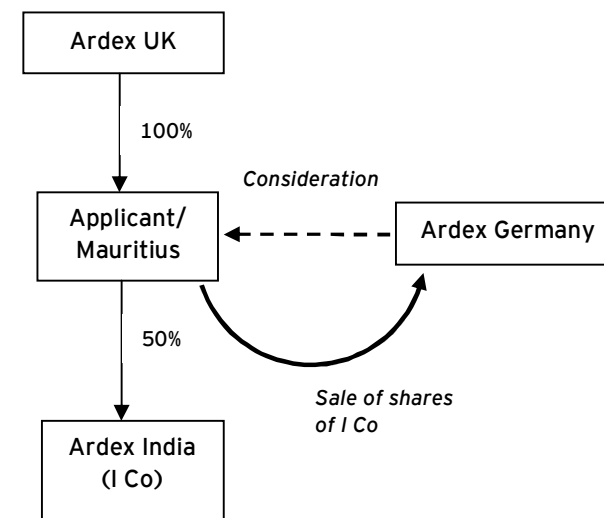 Ardex UK
100%
Consideration
Applicant/
Mauritius
Ardex Germany
50%
Sale of shares
of I Co
Ardex India
(I Co)